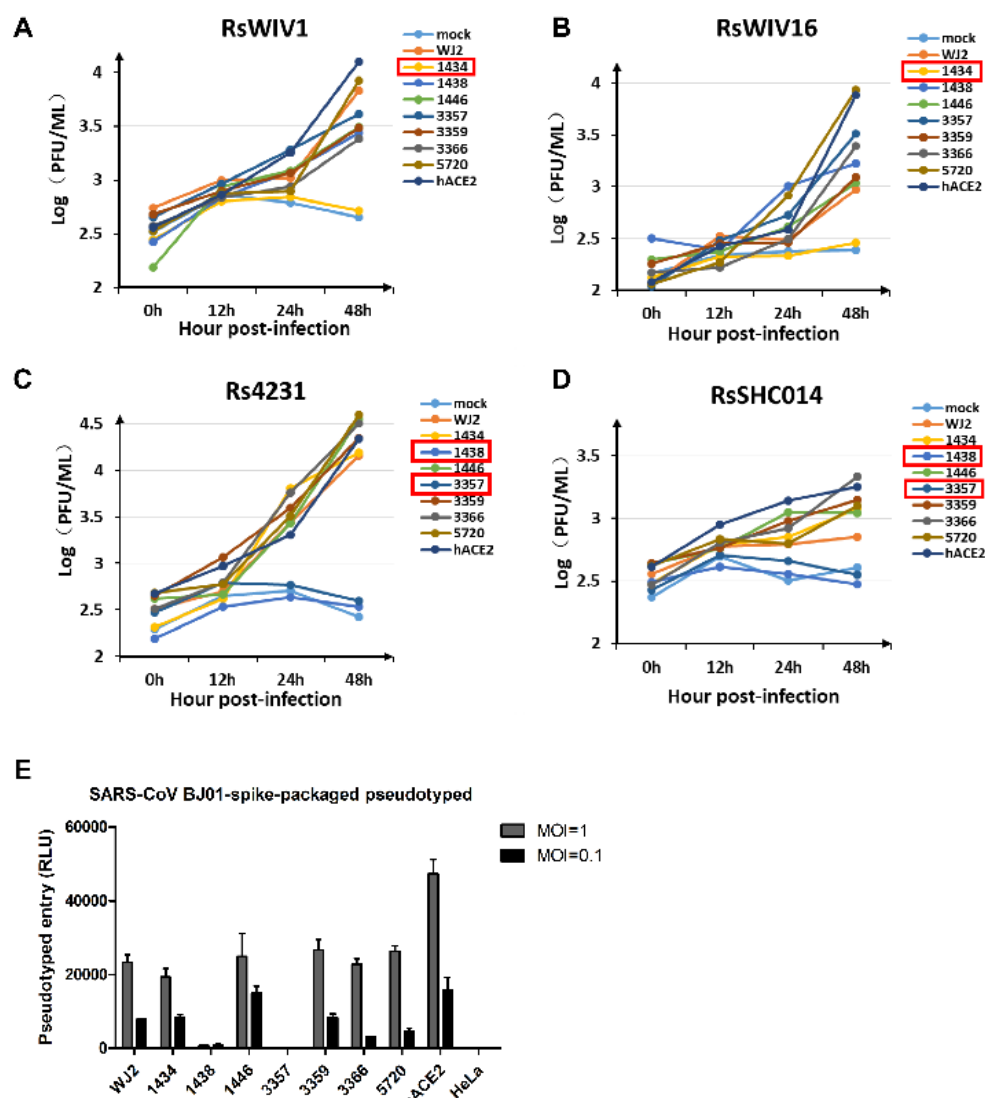 A
RsWIV1
Log（PFU/ML）
4
3.5
3
2.5
2
0h 12h 24h 48h
Hour post-infection
mock
WJ2
1434
1438
1446
3357
3359
3366
5720
hACE2
B
RsWIV16
Log（PFU/ML）
4
3.5
3
2.5
2
0h 12h 24h 48h
Hour post-infection
mock
WJ2
1434
1438
1446
3357
3359
3366
5720
hACE2
C
Rs4231
Log（PFU/ML）
4.5
4
3.5
3
2.5
2
0h 12h 24h 48h
Hour post-infection
mock
WJ2
1434
1438
1446
3357
3359
3366
5720
hACE2
D
RsSHC014
Log（PFU/ML）
3.5
3
2.5
2
0h 12h 24h 48h
Hour post-infection
mock
WJ2
1434
1438
1446
3357
3359
3366
5720
hACE2
E
SARS-CoV BJ01-spike-packaged pseudotyped
Pseudotyped entry (RLU)
60000
40000
20000
0
WJ2 1434 1438 1446 3357 3359 3366 5720 ACE2 HeLa
MOI=1
MOI=0.1